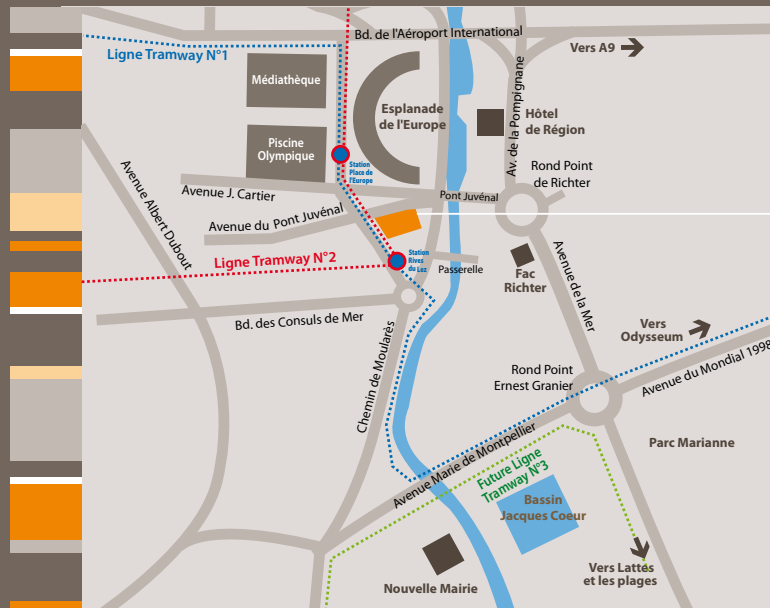 Bd. de l'Aéroport International
Ligne Tramway N°1
Vers A9
Médiathèque
Esplanade
de l'Europe
Av. de la Pompignane
Hôtel
de Région
Piscine
Olympique
Station
Place de
l'Europe
Rond Point
de Richter
Avenue Albert Dubout
Avenue J. Cartier
Pont Juvénal
Avenue du Pont Juvénal
Ligne Tramway N°2
Station
Rives
du Lez
Passerelle
Fac
Richter
Avenue de la Mer
Bd. des Consuls de Mer
Chemin de Moularès
Vers
Odysseum
Avenue du Mondial 1998
Rond Point
Ernest Granier
Avenue Marie de Montpellier
Parc Marianne
Future Ligne
Tramway N°3
Bassin
Jacques Coeur
Nouvelle Mairie
Vers Lattes
et les plages